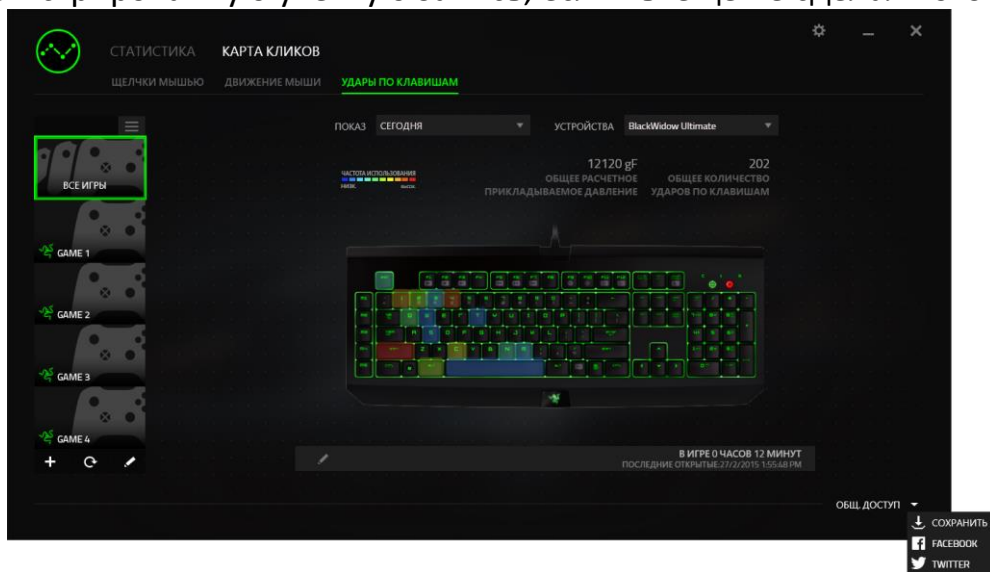 СТАТИСТИКА КАРТА КЛИКОВ
ЩЕЛЧКИ МЫШЬЮ ДВИЖЕНИЕ МЫШИ УДАРЫ ПО КЛАВИШАМ
ПОКАЗ СЕГОДНЯ УСТРОЙСТВА BlackWidow Ultimate
ЧАСТОТА ИСПОЛЬЗОВАНИЯ
12120 gF 202
ОБЩЕЕ РАСЧЕТНОЕ ОБЩЕЕ КОЛИЧЕСТВО
ПРИКЛАДЫВАЕМОЕ ДАВЛЕНИЕ УДАРОВ ПО КЛАВИШАМ
ВСЕ ИГРЫ
GAME 1
GAME 2
GAME 3
GAME 4
В ИГРЕ 0 ЧАСОВ 12 МИНУТ
ПОСЛЕДНИЕ ОТКРЫТЫЕ:27/2/2015 1:55:48 PM
ОБЩ. ДОСТУП
СОХРАНИТЬ
FACEBOOK
TWITTER